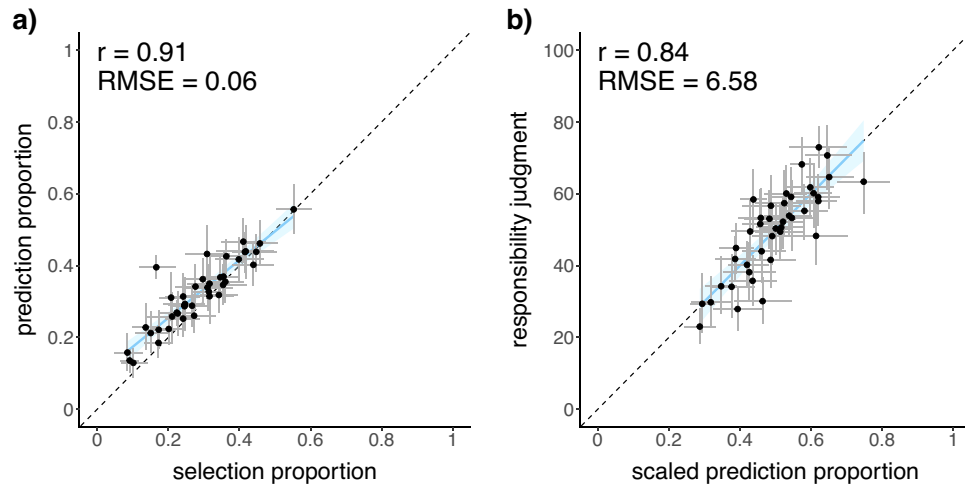 a)
r = 0.91
RMSE = 0.06
prediction proportion
1
0.8
0.6
0.4
0.2
0
0 0.2 0.4 0.6 0.8 1
selection proportion
b)
r = 0.84
RMSE = 6.58
responsibility judgment
100
80
60
40
20
0
0 0.2 0.4 0.6 0.8 1
scaled prediction proportion